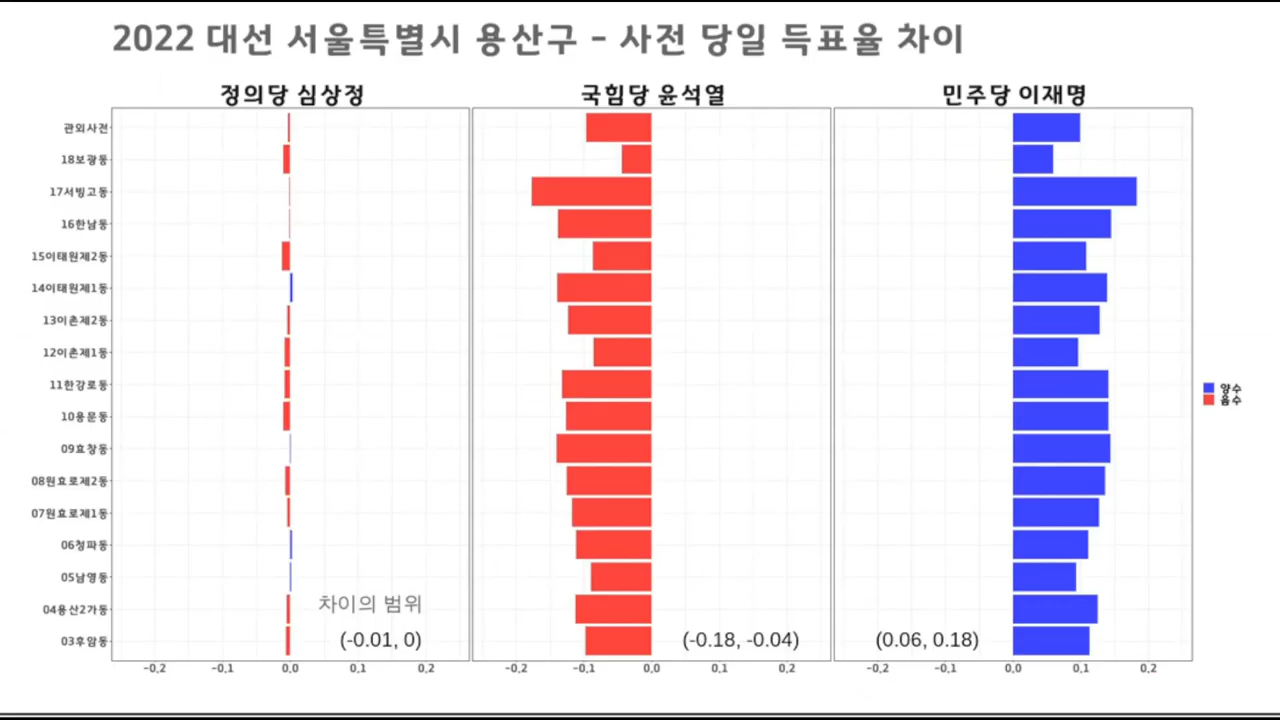 2022 대선 서울특별시 용산구 - 사전 당일 득표율 차이
정의당 심상정
국힘당 윤석열
민주당 이재명
관외사전
18보광동
17서빙고동
16한남동
15이태원제2동
14이태원제1동
13이촌제2동
12이촌제1동
11한강로동
10용문동
09효창동
08원효로제2동
07원효로제1동
06청파동
05남영동
04용산2가동
03후암동
차이의 범위
(-0.01, 0)
(-0.18, -0.04)
(0.06, 0.18)
양수
음수
-0.2 -0.1 0.0 0.1 0.2
-0.2 -0.1 0.0 0.1 0.2
-0.2 -0.1 0.0 0.1 0.2